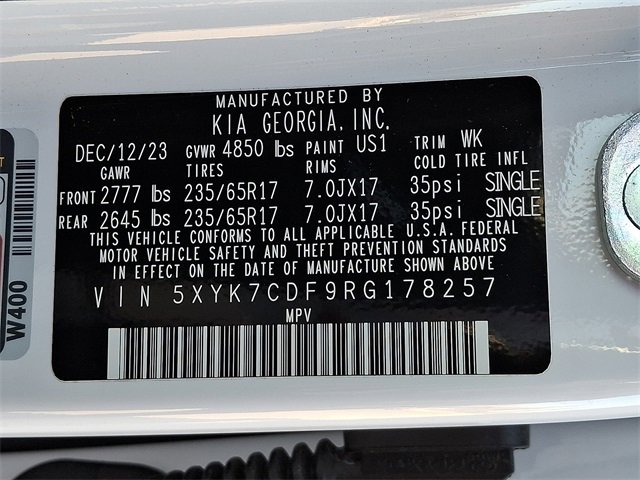 MANUFACTURED BY
KIA GEORGIA, INC.
DEC/12/23 GVWR 4850 lbs PAINT US1 TRIM WK
GAWR TIRES RIMS COLD TIRE INFL
FRONT 2777 lbs 235/65R17 7.0JX17 35psi SINGLE
REAR 2645 lbs 235/65R17 7.0JX17 35psi SINGLE
THIS VEHICLE CONFORMS TO ALL APPLICABLE U.S.A. FEDERAL
MOTOR VEHICLE SAFETY AND THEFT PREVENTION STANDARDS
IN EFFECT ON THE DATE OF MANUFACTURE SHOWN ABOVE
VIN 5XYK7CDF9RG178257
MPV
W400